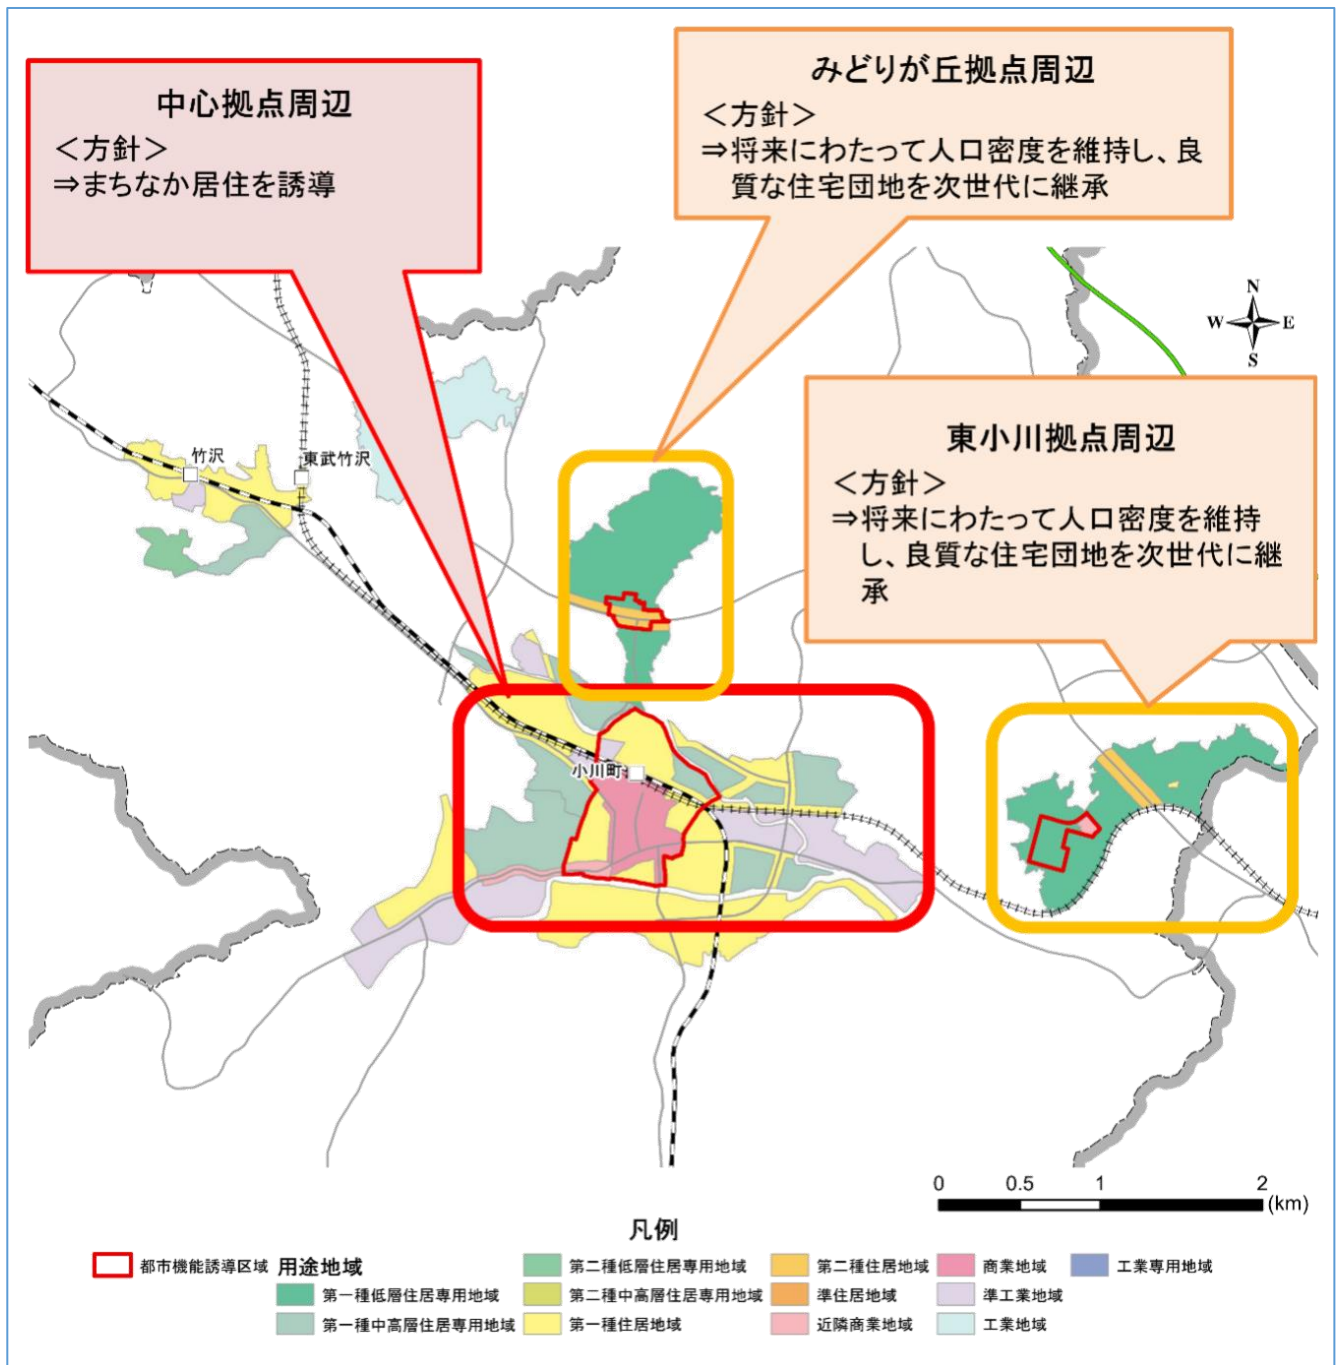 みどりが丘拠点周辺
＜方針＞
⇒将来にわたって人口密度を維持し、良
質な住宅団地を次世代に継承
中心拠点周辺
＜方針＞
⇒まちなか居住を誘導
N
W
E
S
東小川拠点周辺
＜方針＞
⇒将来にわたって人口密度を維持
し、良質な住宅団地を次世代に継
承
竹沢
東武竹沢
小川町
0 0.5 1 2
(km)
凡例
都市機能誘導区域
用途地域
第一種低層住居専用地域
第一種中高層住居専用地域
第二種低層住居専用地域
第二種中高層住居専用地域
第一種住居地域
第二種住居地域
準住居地域
近隣商業地域
商業地域
準工業地域
工業地域
工業専用地域